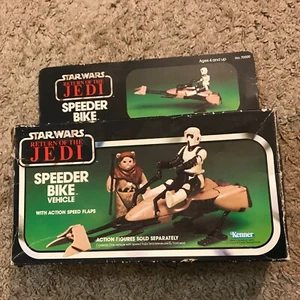 STAR WARS
RETURN OF THE
JEDI
SPEEDER
BIKE
Ages 4 and up
STAR WARS
RETURN OF THE
JEDI
SPEEDER
BIKE
VEHICLE
WITH ACTION SPEED FLAPS
ACTION FIGURES SOLD SEPARATELY
Kenner